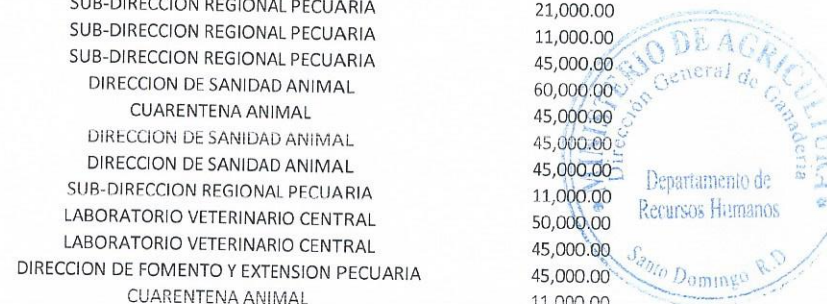 SUB-DIRECCION REGIONAL PECUARIA 21,000.00
SUB-DIRECCION REGIONAL PECUARIA 11,000.00
SUB-DIRECCION REGIONAL PECUARIA 45,000.00
DIRECCION DE SANIDAD ANIMAL 60,000.00
CUARENTENA ANIMAL 45,000.00
DIRECCION DE SANIDAD ANIMAL 45,000.00
DIRECCION DE SANIDAD ANIMAL 45,000.00
SUB-DIRECCION REGIONAL PECUARIA 11,000.00
LABORATORIO VETERINARIO CENTRAL 50,000.00
LABORATORIO VETERINARIO CENTRAL 45,000.00
DIRECCION DE FOMENTO Y EXTENSION PECUARIA 45,000.00
CUARENTENA ANIMAL 11,000.00
MINISTERIO DE AGRICULTURA
Dirección General de Ganaderia
Departamento de
Recursos Humanos
Santo Domingo R.D